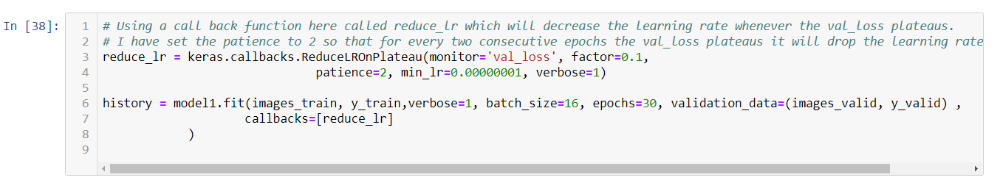 In [38]:
1 # Using a call back function here called reduce_lr which will decrease the learning rate whenever the val_loss plateaus.
2 # I have set the patience to 2 so that for every two consecutive epochs the val_loss plateaus it will drop the learning rate
3 reduce_lr = keras.callbacks.ReduceLROnPlateau(monitor='val_loss', factor=0.1,
4                               patience=2, min_lr=0.00000001, verbose=1)
5
6 history = model1.fit(images_train, y_train,verbose=1, batch_size=16, epochs=30, validation_data=(images_valid, y_valid) ,
7                     callbacks=[reduce_lr]
8             )
9